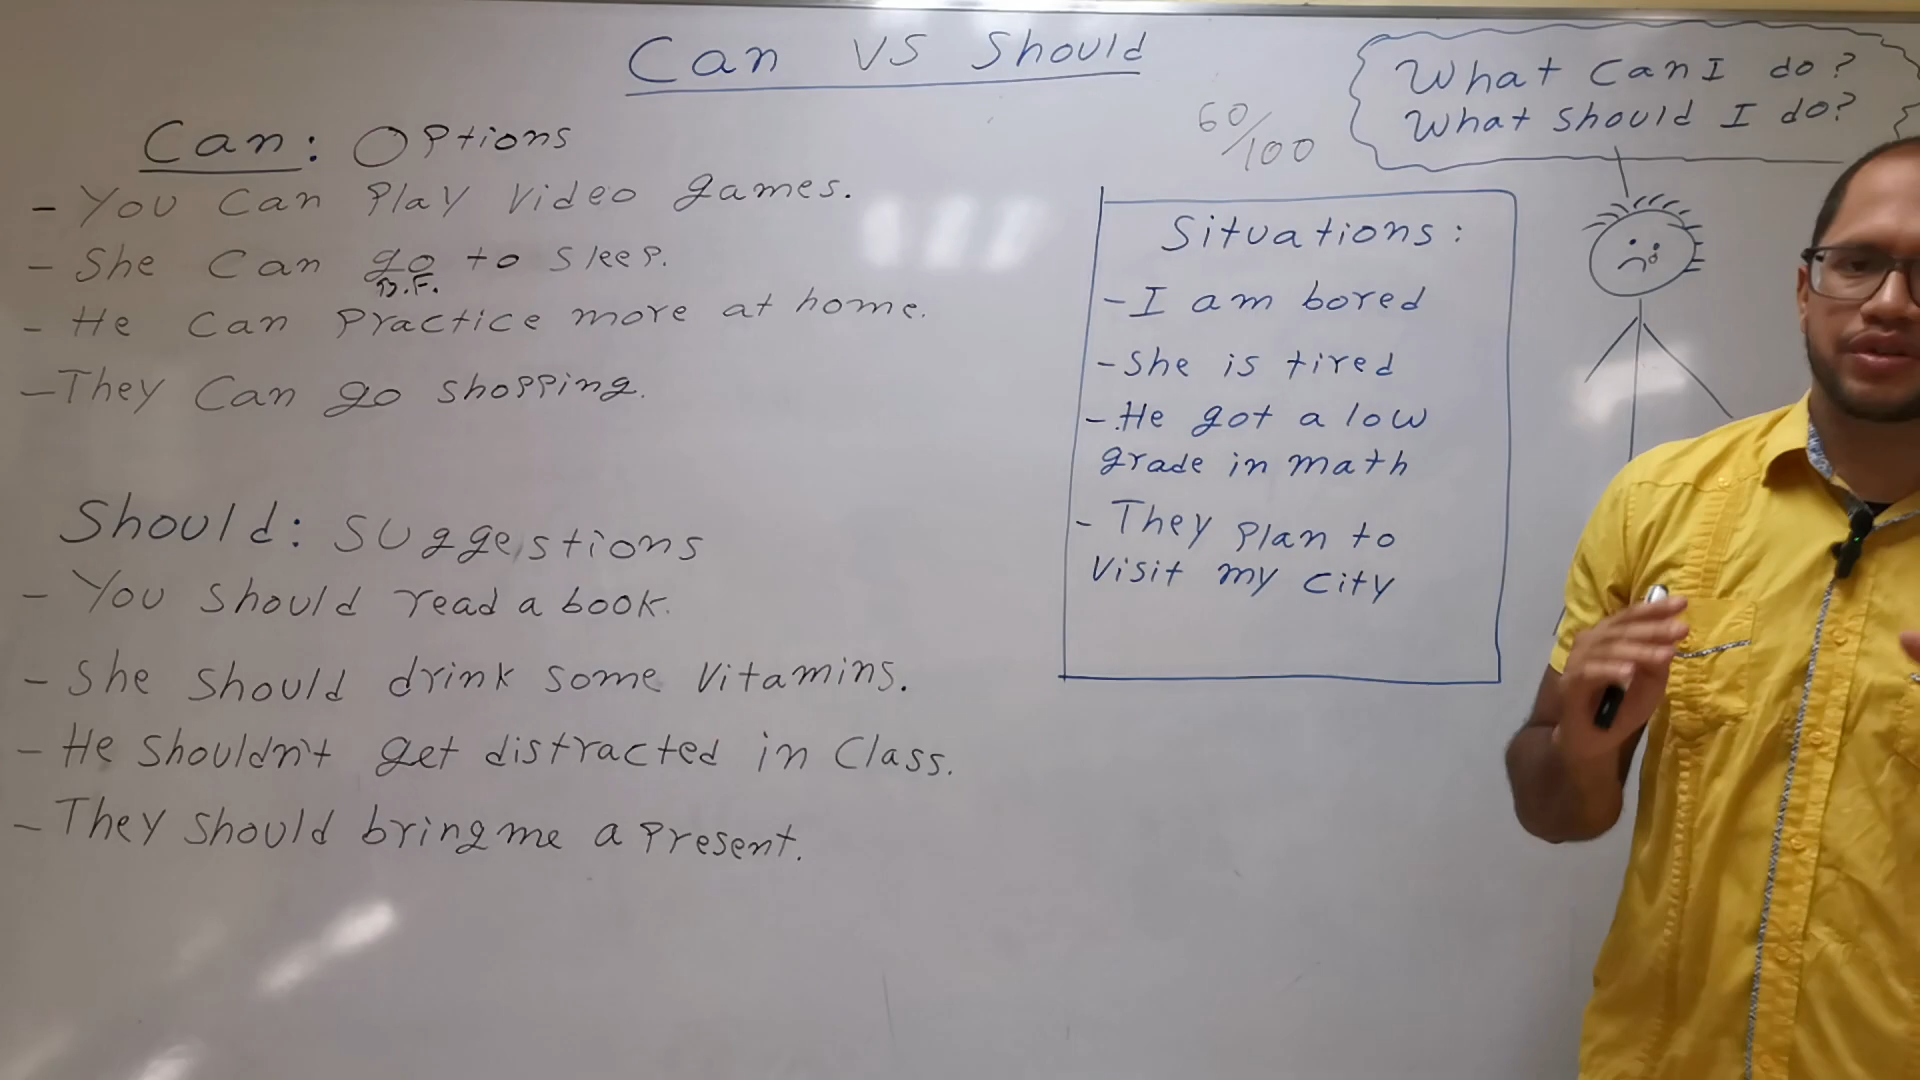 Can VS Should
Can: Options
- You Can Play Video games.
- She Can go to Sleep.
B.F.
- He Can Practice more at home.
- They Can go shopping.
Should: Suggestions
- You should read a book.
- She should drink some Vitamins.
- He shouldn't get distracted in Class.
- They should bring me a Present.
60/100
What Can I do?
What should I do?
Situations:
- I am bored
- She is tired
- He got a low
grade in math
- They Plan to
Visit my City